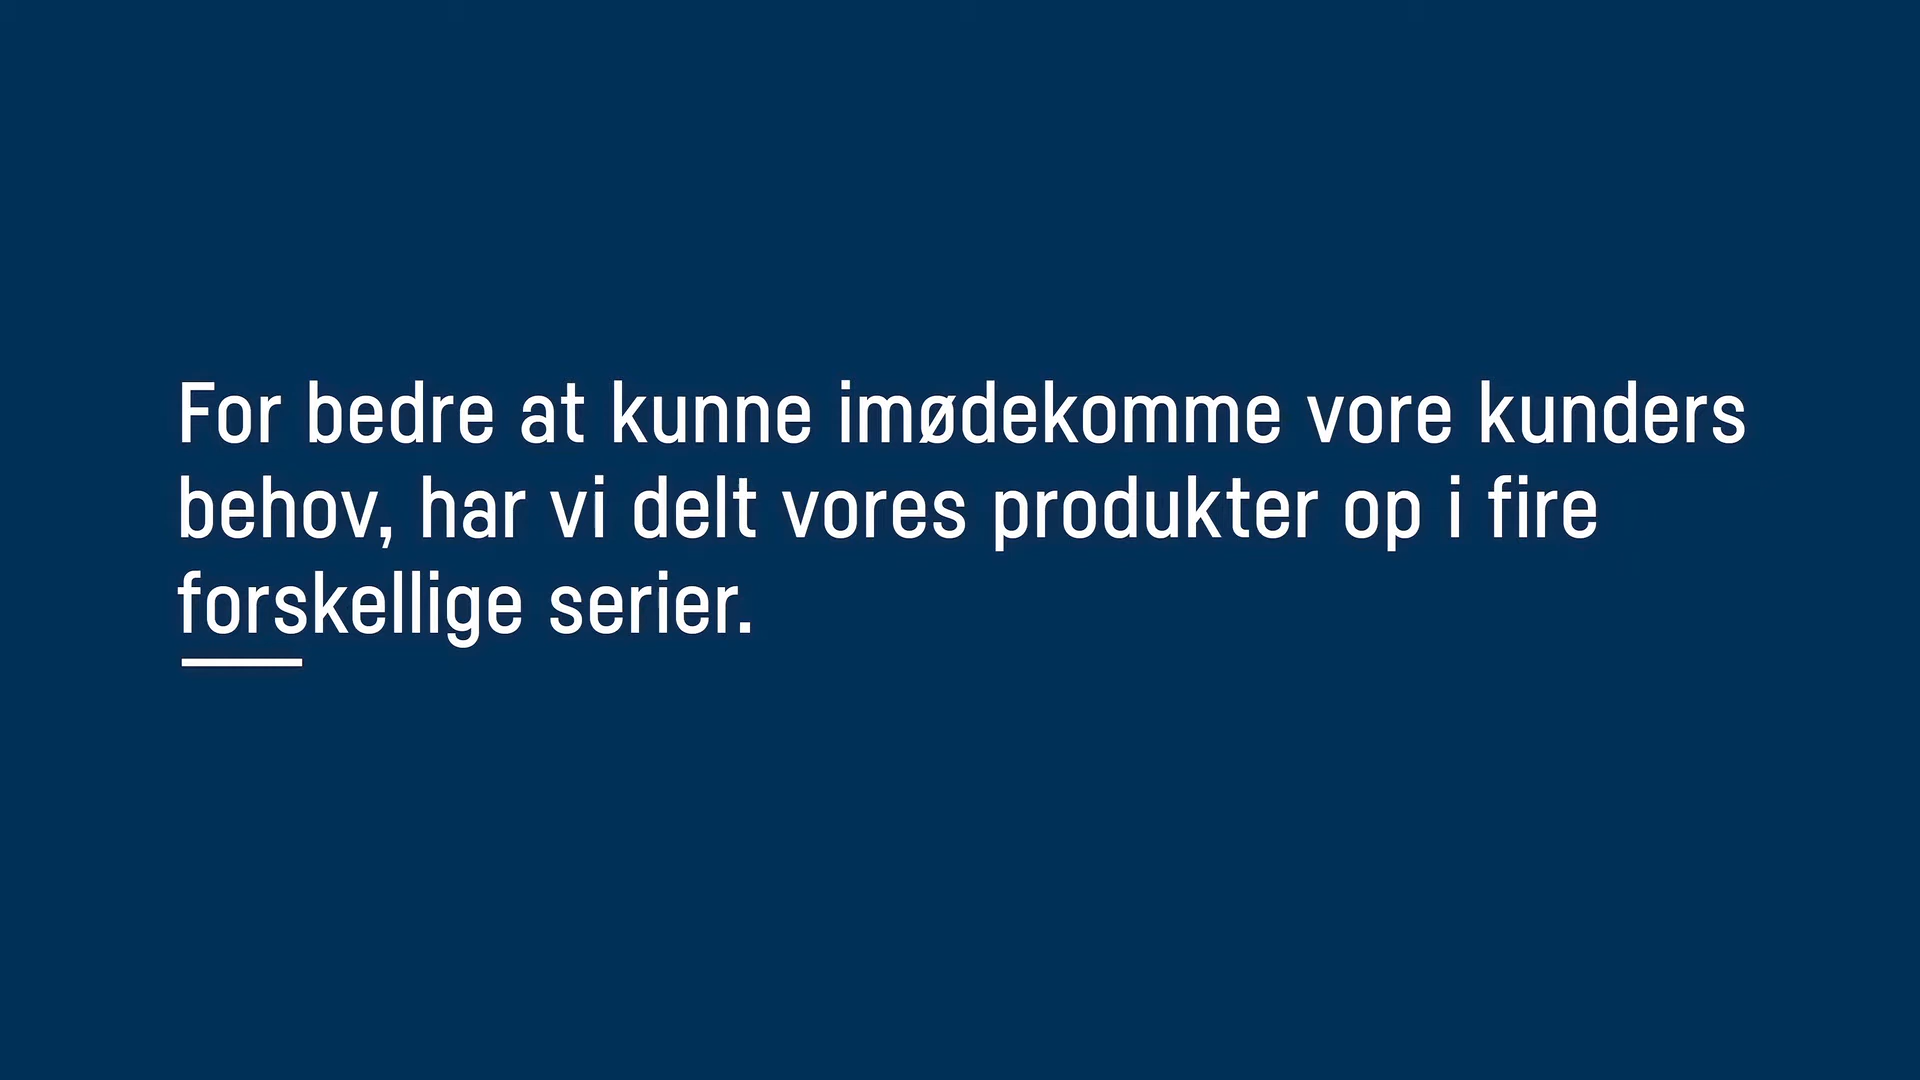 For bedre at kunne imødekomme vore kunders
behov, har vi delt vores produkter op i fire
forskellige serier.